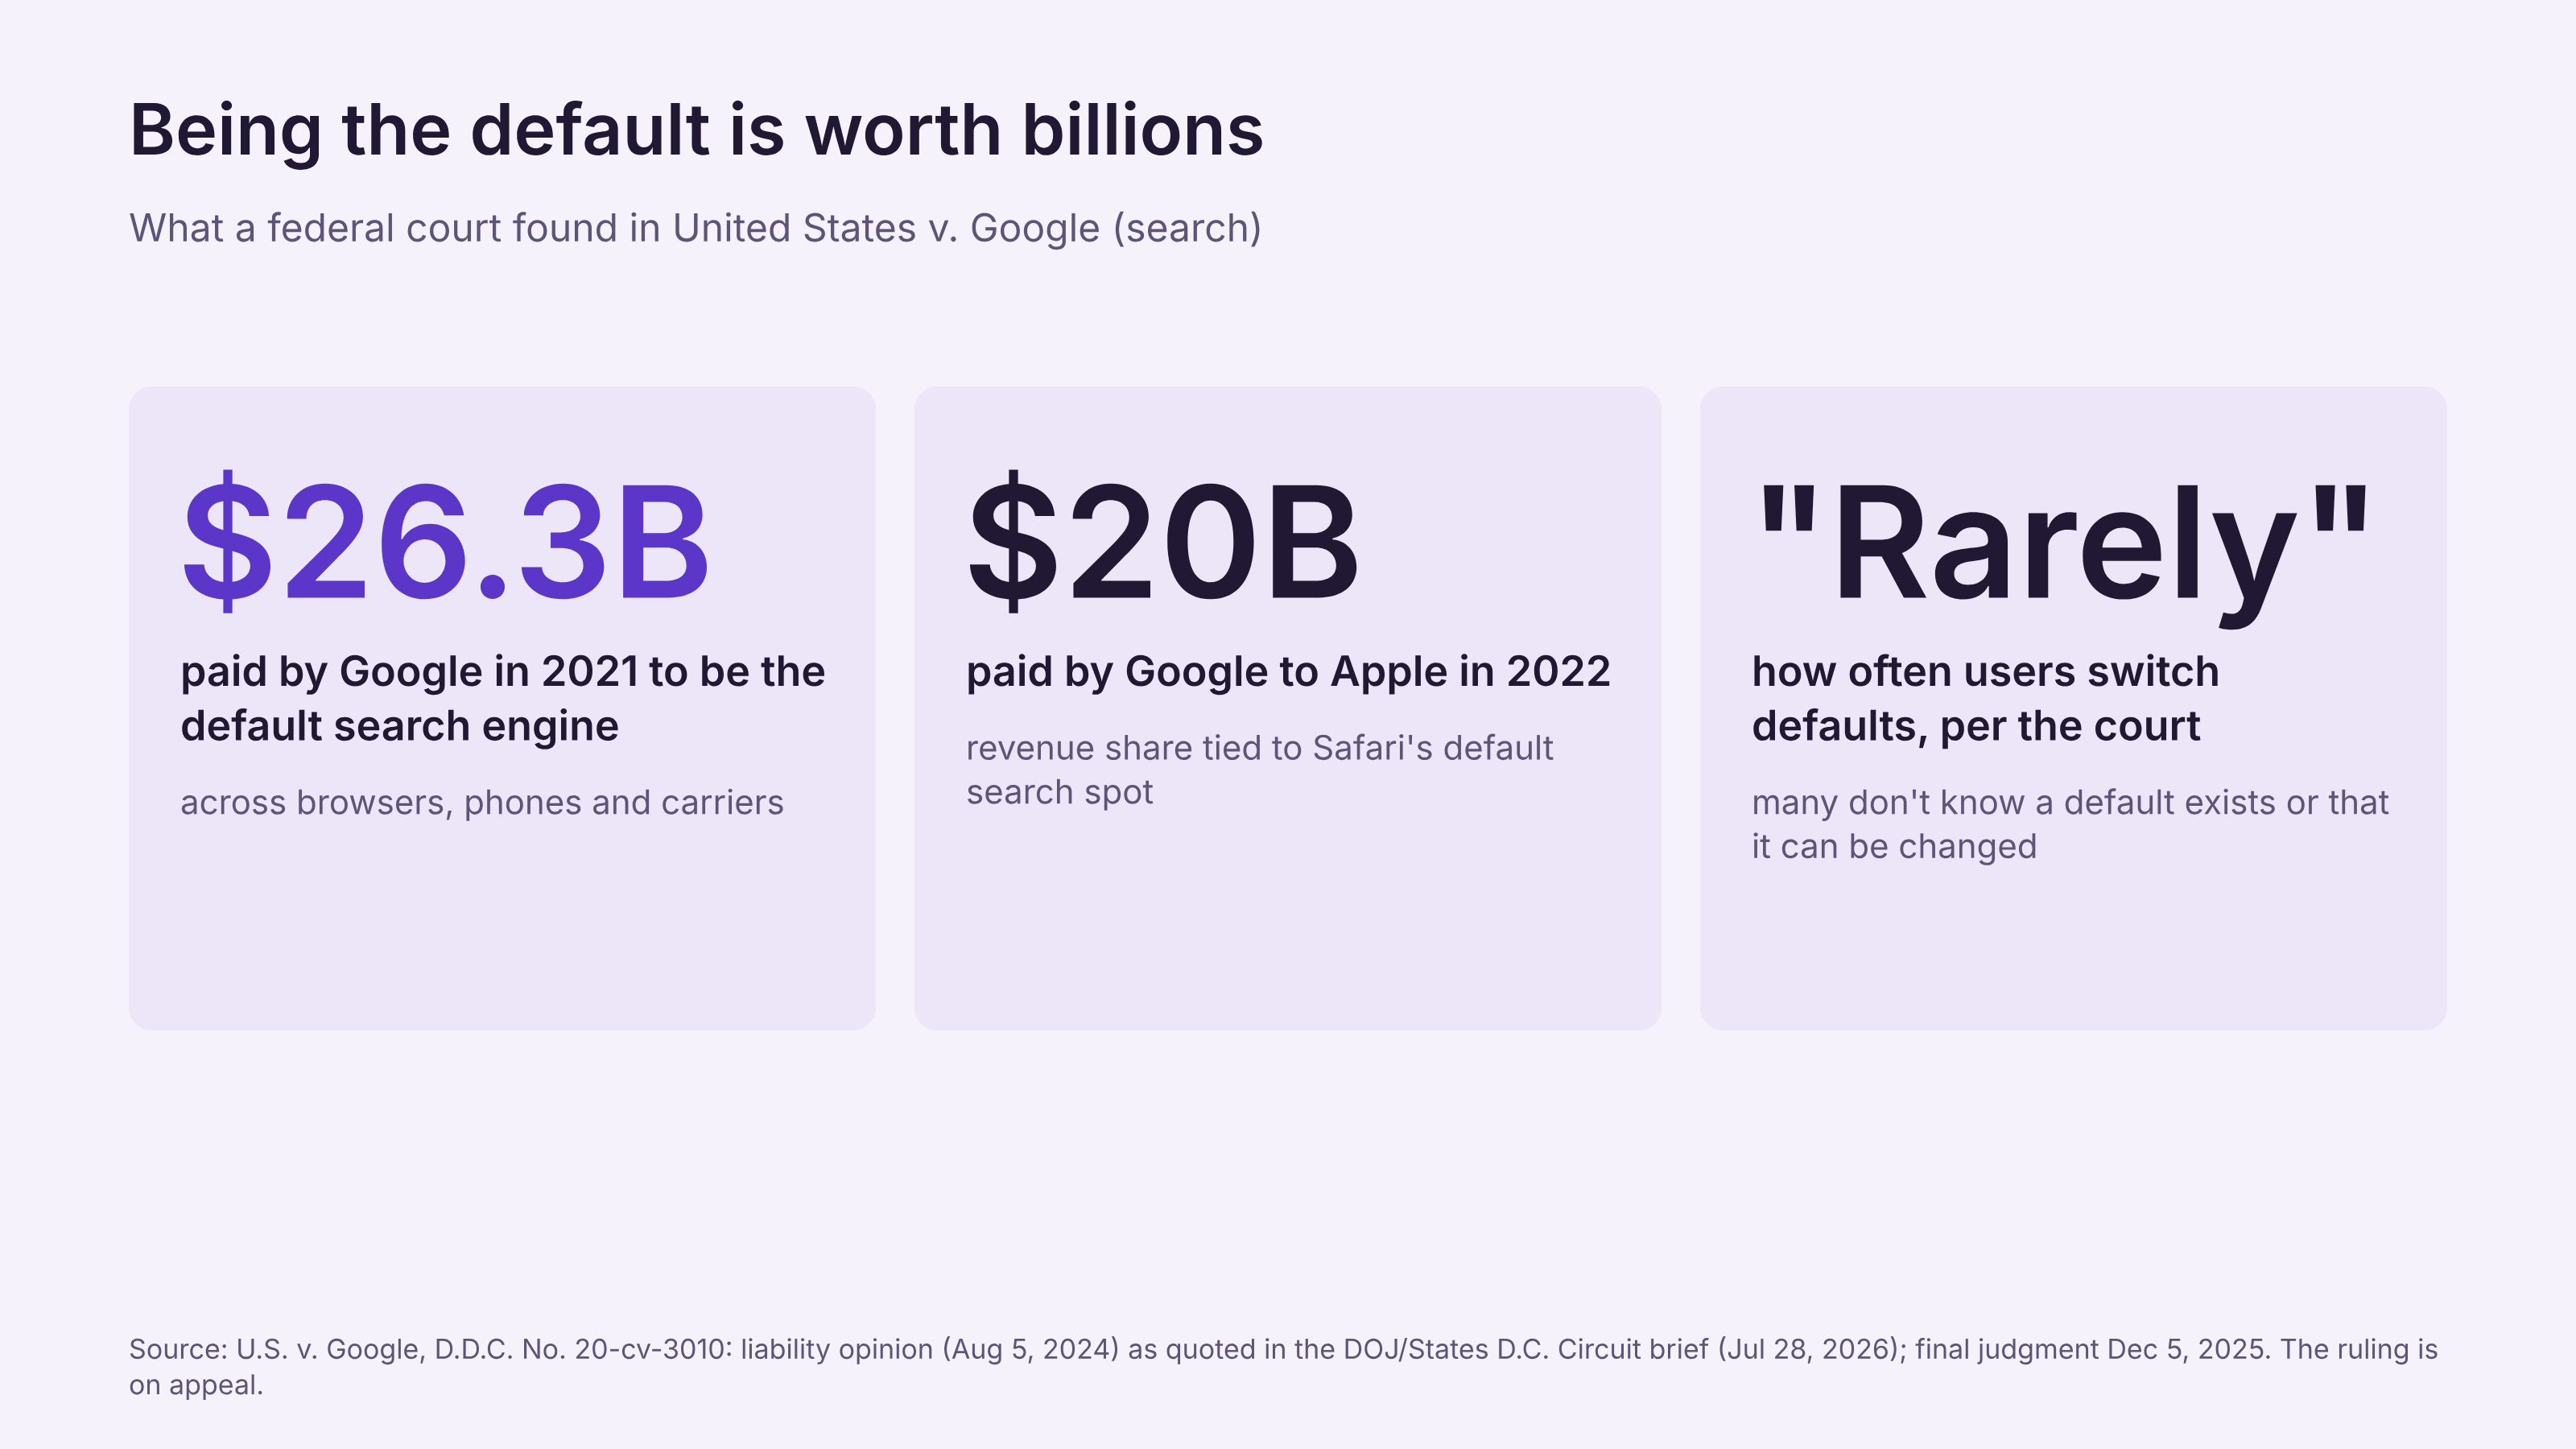 Being the default is worth billions
What a federal court found in United States v. Google (search)
$26.3B
paid by Google in 2021 to be the
default search engine
across browsers, phones and carriers
$20B
paid by Google to Apple in 2022
revenue share tied to Safari's default
search spot
"Rarely"
how often users switch
defaults, per the court
many don't know a default exists or that
it can be changed
Source: U.S. v. Google, D.D.C. No. 20-cv-3010: liability opinion (Aug 5, 2024) as quoted in the DOJ/States D.C. Circuit brief (Jul 28, 2026); final judgment Dec 5, 2025. The ruling is
on appeal.